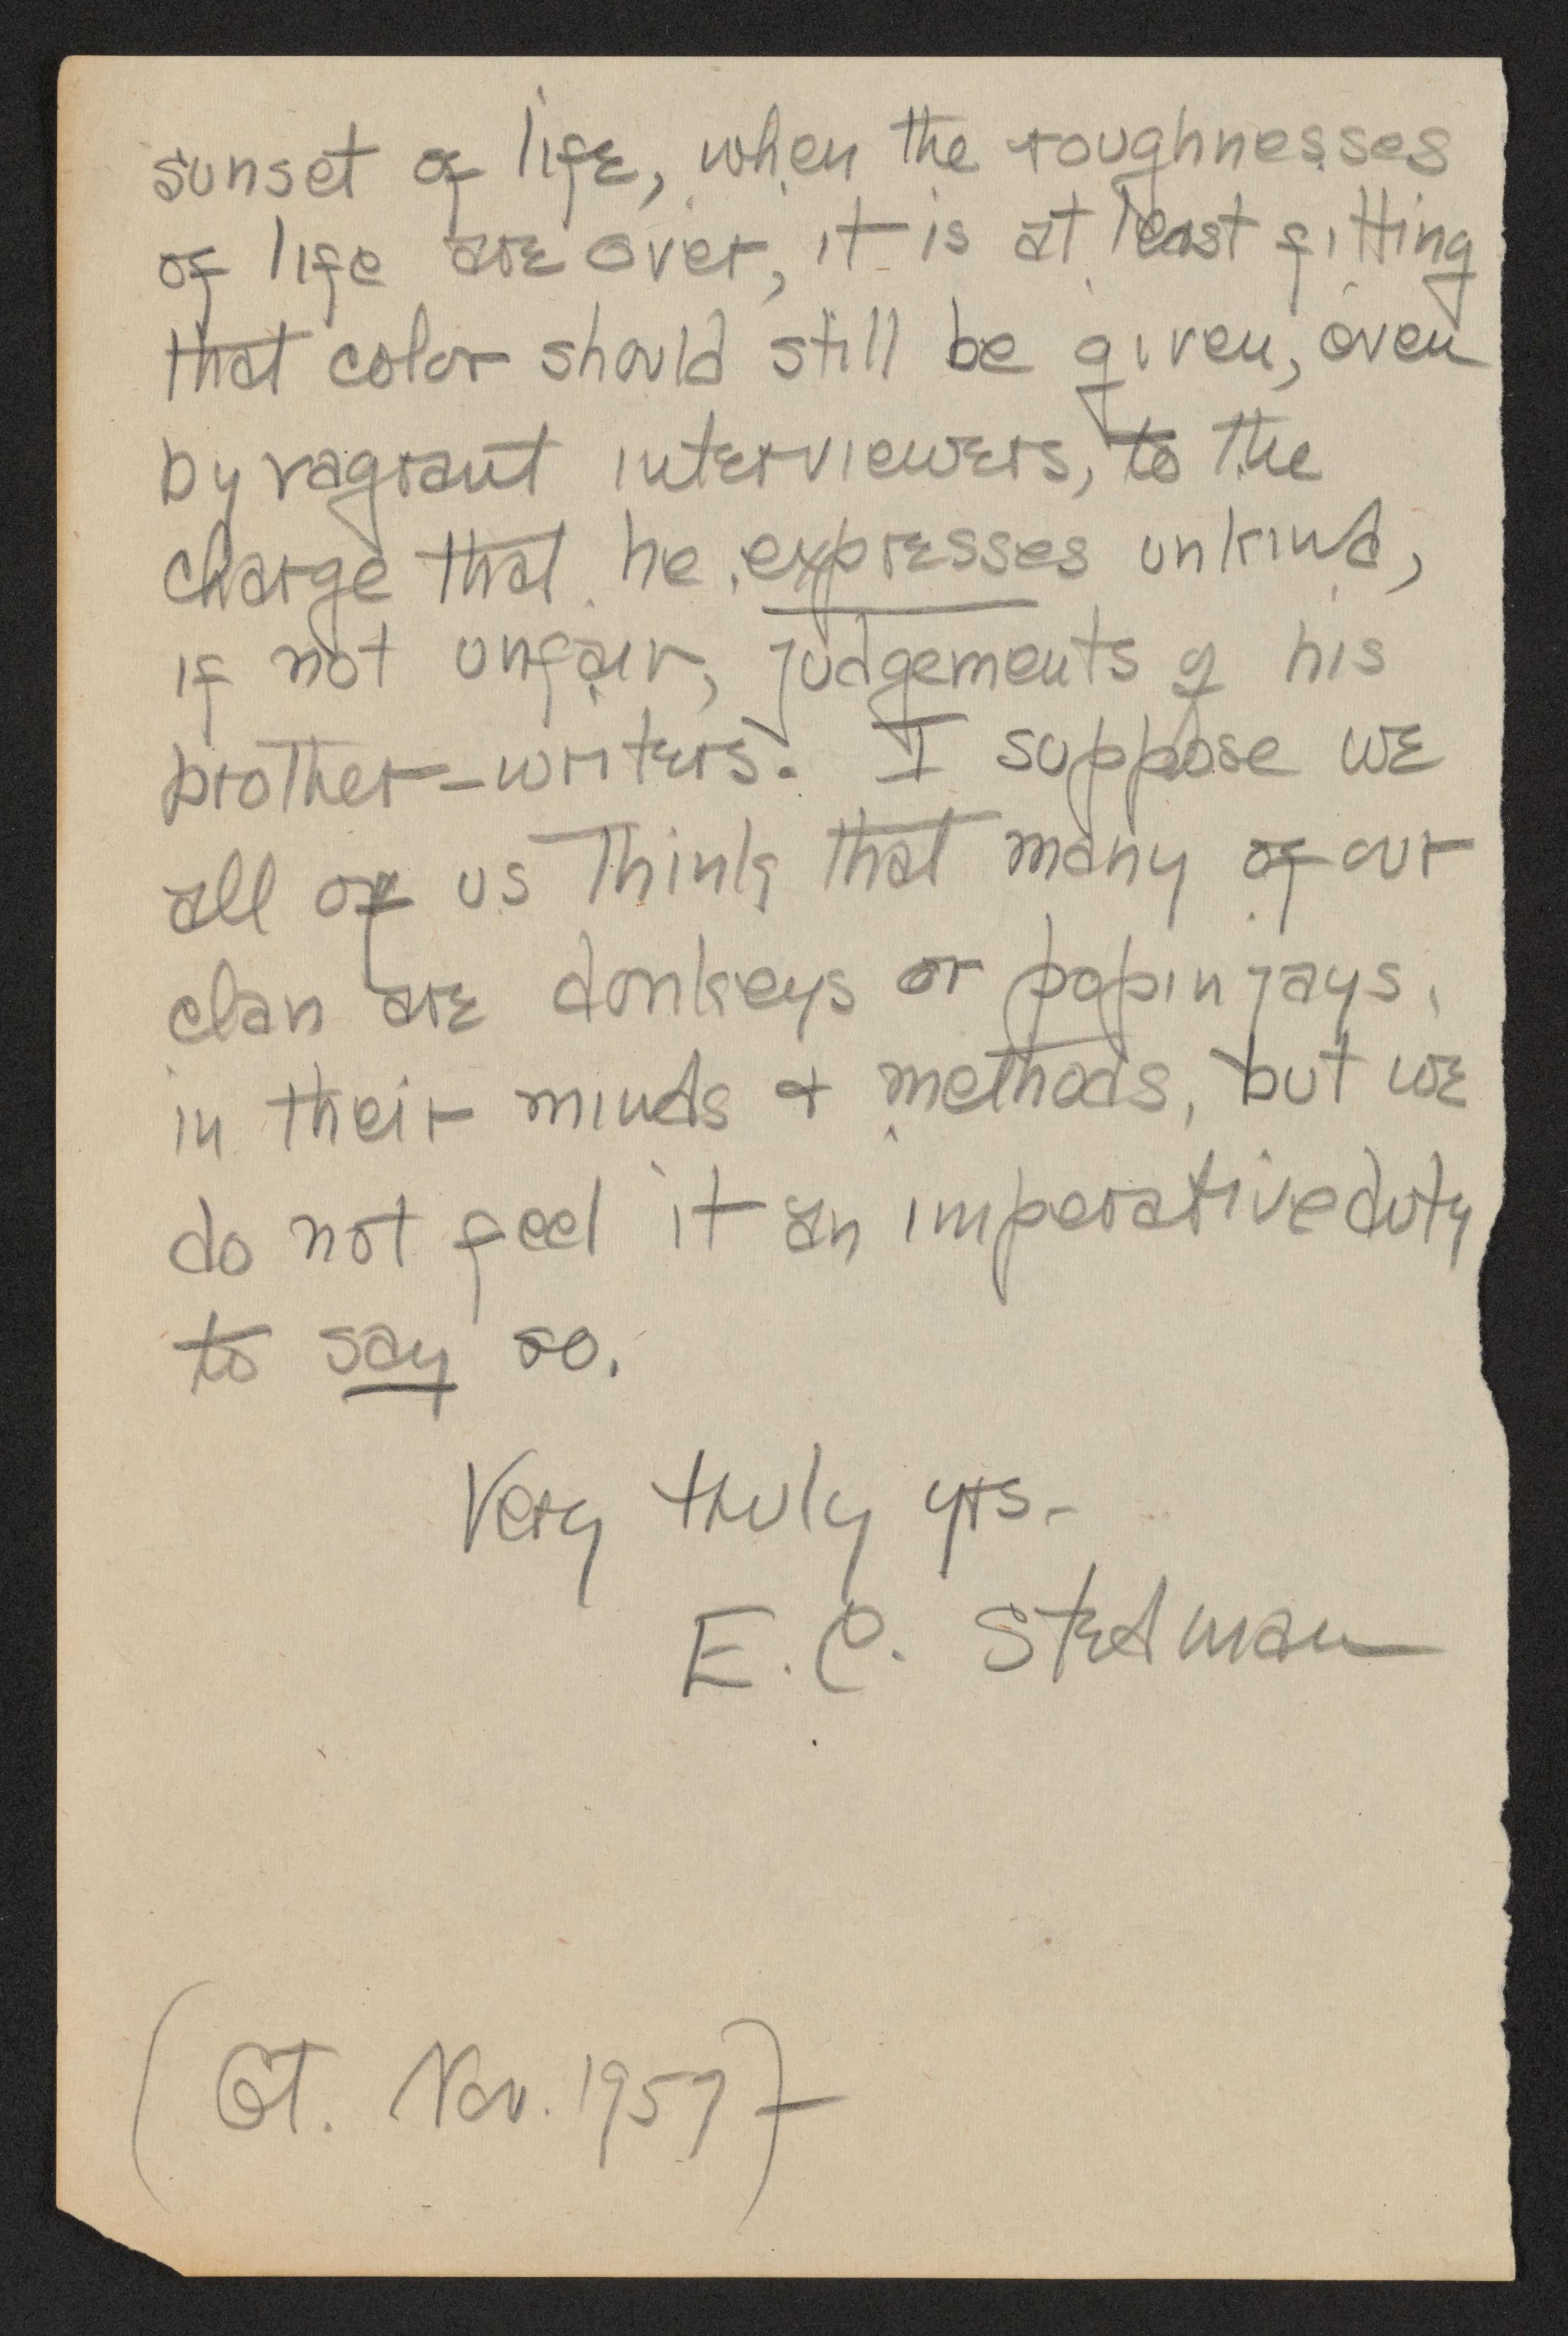 sunset of life, when the roughnesses
of life are over, it is at least fitting
that color should still be given, even
by vagrant interviewers, to the
charge that he expresses unkind,
if not unfair, judgements of his
brother-writers. I suppose we
all of us think that many of our
clan are donkeys or popinjays,
in their minds & methods, but we
do not feel it an imperative duty
to say so.
Very truly yrs-
E. C. Stedman
(GT. Nov. 1957)